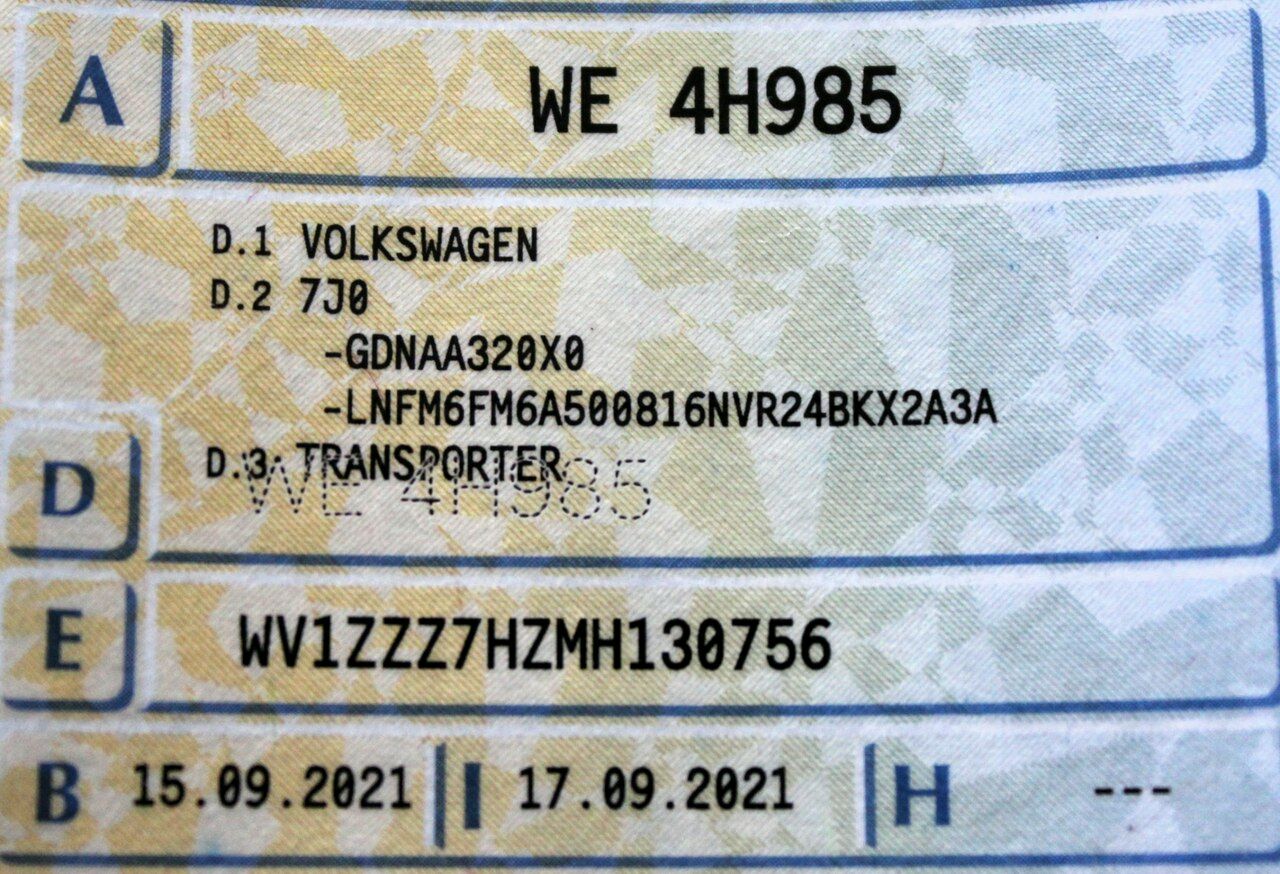 A WE 4H985
D.1 VOLKSWAGEN
D.2 7J0
-GDNAA320X0
-LNFM6FM6A500816NVR24BKX2A3A
D D.3 TRANSPORTER
WE 4H985
E WV1ZZZ7HZMH130756
B 15.09.2021 I 17.09.2021 H ---